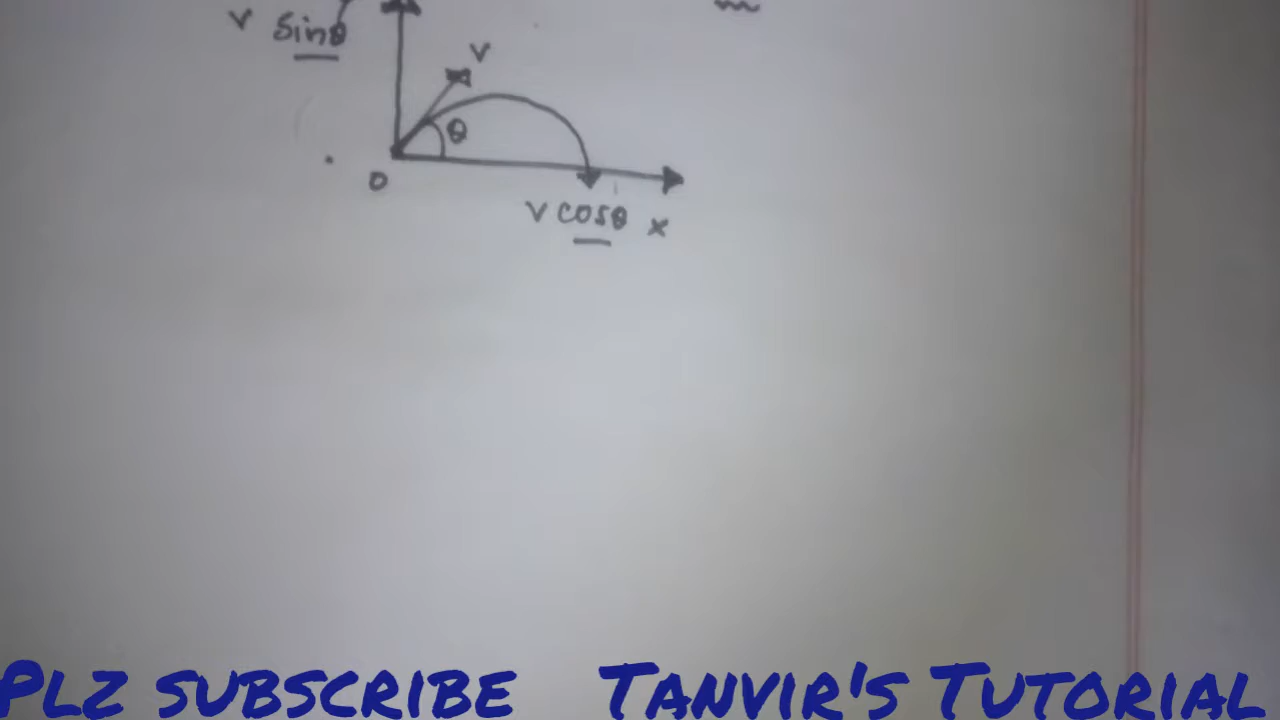 v sinθ
v
θ
O
v cosθ x
PLZ SUBSCRIBE TANVIR'S TUTORIAL